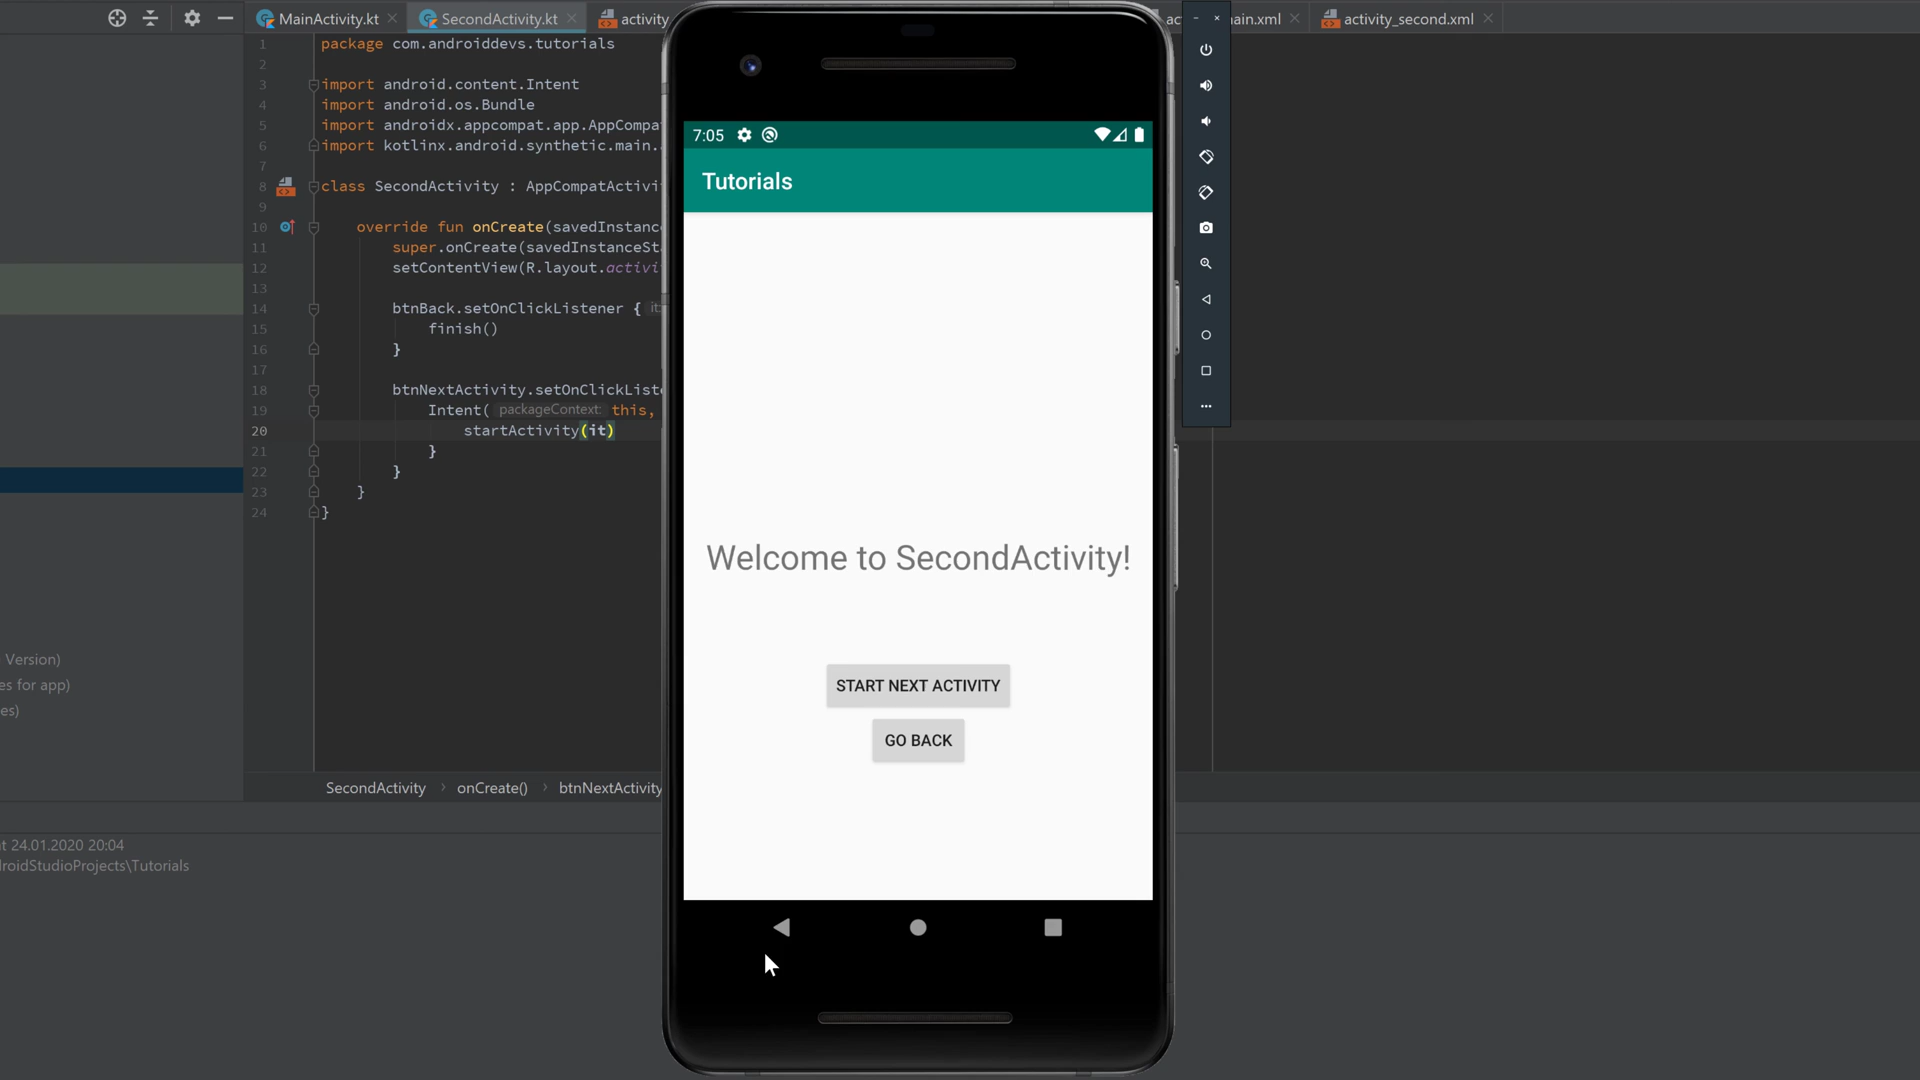 MainActivity.kt
SecondActivity.kt
activity_second.xml
1 package com.androiddevs.tutorials
2
3 import android.content.Intent
4 import android.os.Bundle
5 import androidx.appcompat.app.AppCompa
6 import kotlinx.android.synthetic.main.
7
8 class SecondActivity : AppCompatActivi
9
10 override fun onCreate(savedInstanc
11 super.onCreate(savedInstanceSt
12 setContentView(R.layout.activi
13
14 btnBack.setOnClickListener { it:
15 finish()
16 }
17
18 btnNextActivity.setOnClickListe
19 Intent( packageContext: this,
20 startActivity(it)
21 }
22 }
23 }
24 }
7:05
Tutorials
Welcome to SecondActivity!
START NEXT ACTIVITY
GO BACK
Version)
es for app)
es)
SecondActivity › onCreate() › btnNextActivity
at 24.01.2020 20:04
droidStudioProjects\Tutorials